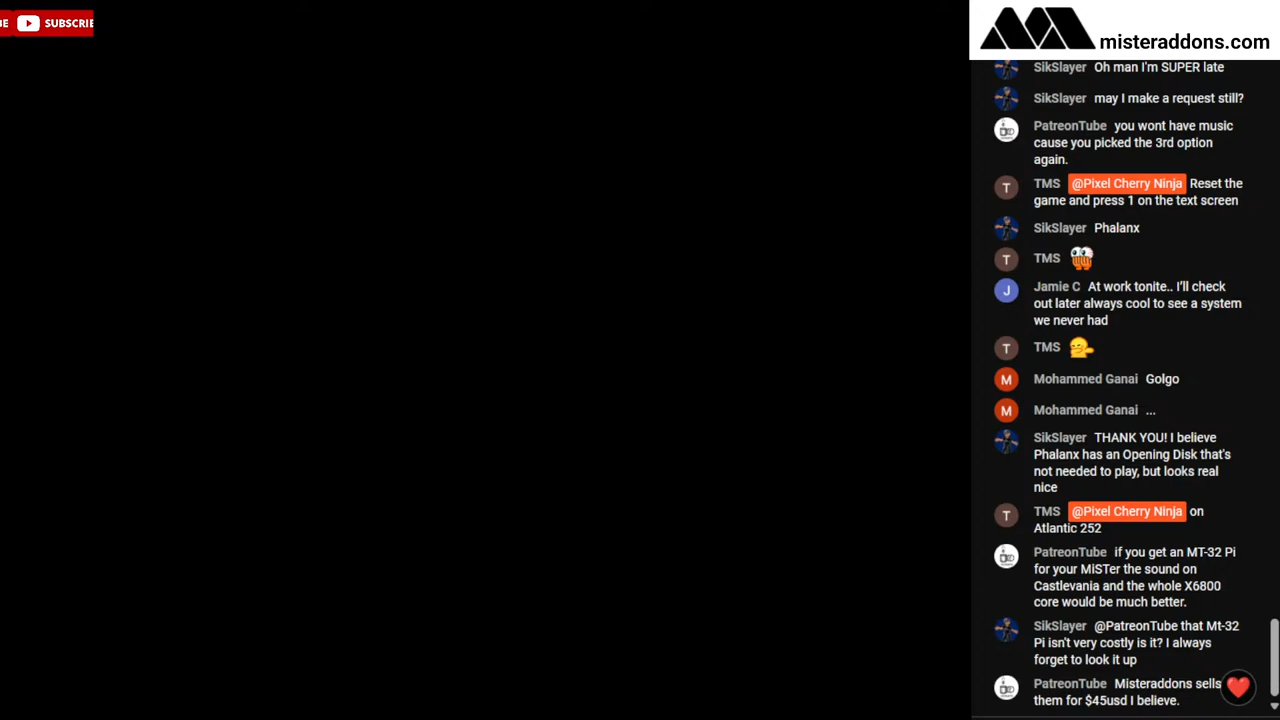 BE
SUBSCRIBE
misteraddons.com
SikSlayer Oh man I'm SUPER late
SikSlayer may I make a request still?
PatreonTube you wont have music
cause you picked the 3rd option
again.
T
TMS @Pixel Cherry Ninja Reset the
game and press 1 on the text screen
SikSlayer Phalanx
T
TMS
J
Jamie C At work tonite.. I'll check
out later always cool to see a system
we never had
T
TMS
M
Mohammed Ganai Golgo
M
Mohammed Ganai ...
SikSlayer THANK YOU! I believe
Phalanx has an Opening Disk that's
not needed to play, but looks real
nice
T
TMS @Pixel Cherry Ninja on
Atlantic 252
PatreonTube if you get an MT-32 Pi
for your MiSTer the sound on
Castlevania and the whole X6800
core would be much better.
SikSlayer @PatreonTube that Mt-32
Pi isn't very costly is it? I always
forget to look it up
PatreonTube Misteraddons sells
them for $45usd I believe.